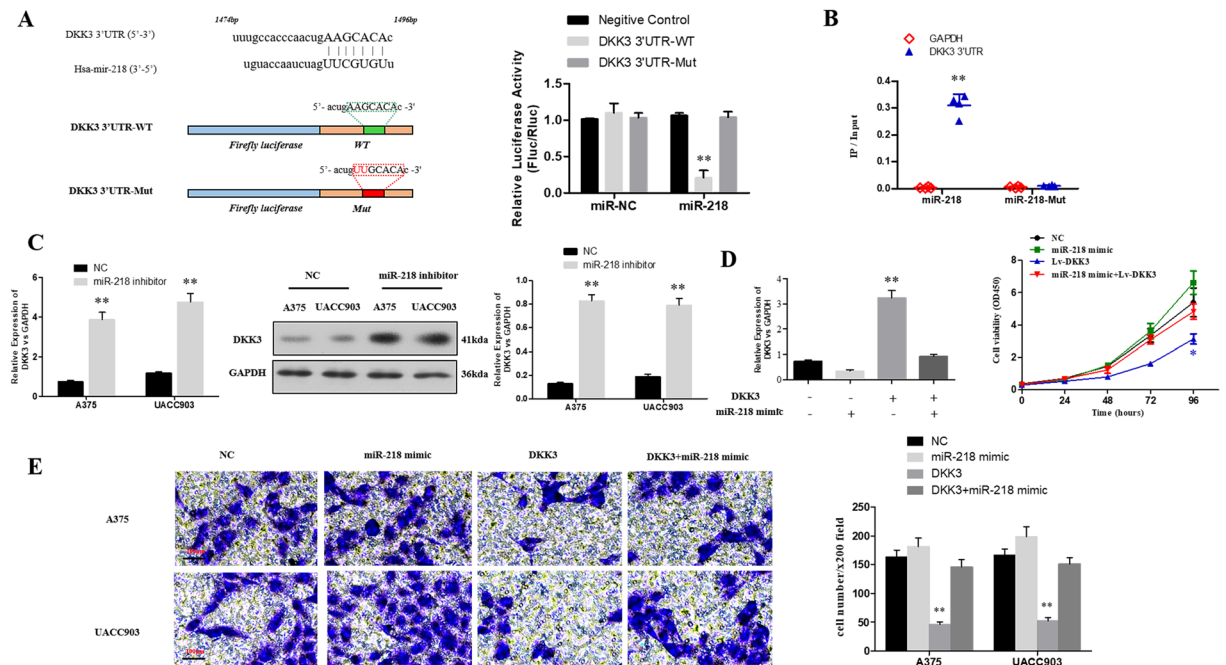 A
1474bp 1496bp
DKK3 3'UTR (5'-3') uuugccacccaacugAAGCACAc
Hsa-mir-218 (3'-5') uguaccaaucuagUUCGUGUu
5'- acugAAGCACAc -3'
DKK3 3'UTR-WT
Firefly luciferase WT
5'- acugUUGCACAc -3'
DKK3 3'UTR-Mut
Firefly luciferase Mut
Negitive Control
DKK3 3'UTR-WT
DKK3 3'UTR-Mut
Relative Luciferase Activity
(Fluc/Rluc)
1.5
1.0
0.5
0.0
**
miR-NC miR-218
B
GAPDH
DKK3 3'UTR
IP / Input
0.4
0.3
0.2
0.1
0.0
**
miR-218 miR-218-Mut
C
NC
miR-218 inhibitor
Relative Expression of
DKK3 vs GAPDH
6
4
2
0
** **
A375 UACC903
NC miR-218 inhibitor
A375 UACC903 A375 UACC903
DKK3 41kda
GAPDH 36kda
NC
miR-218 inhibitor
Relative Expression of
DKK3 vs GAPDH
1.0
0.8
0.6
0.4
0.2
0.0
** **
A375 UACC903
D
Relative Expression of
DKK3 vs GAPDH
4
3
2
1
0
**
DKK3 - - + +
miR-218 mimic - + - +
NC
miR-218 mimic
Lv-DKK3
miR-218 mimic+Lv-DKK3
Cell viability (OD450)
8
6
4
2
0
*
0 24 48 72 96
Time (hours)
E
NC miR-218 mimic DKK3 DKK3+miR-218 mimic
A375
UACC903
NC
miR-218 mimic
DKK3
DKK3+miR-218 mimic
cell number/x200 field
250
200
150
100
50
0
** **
A375 UACC903